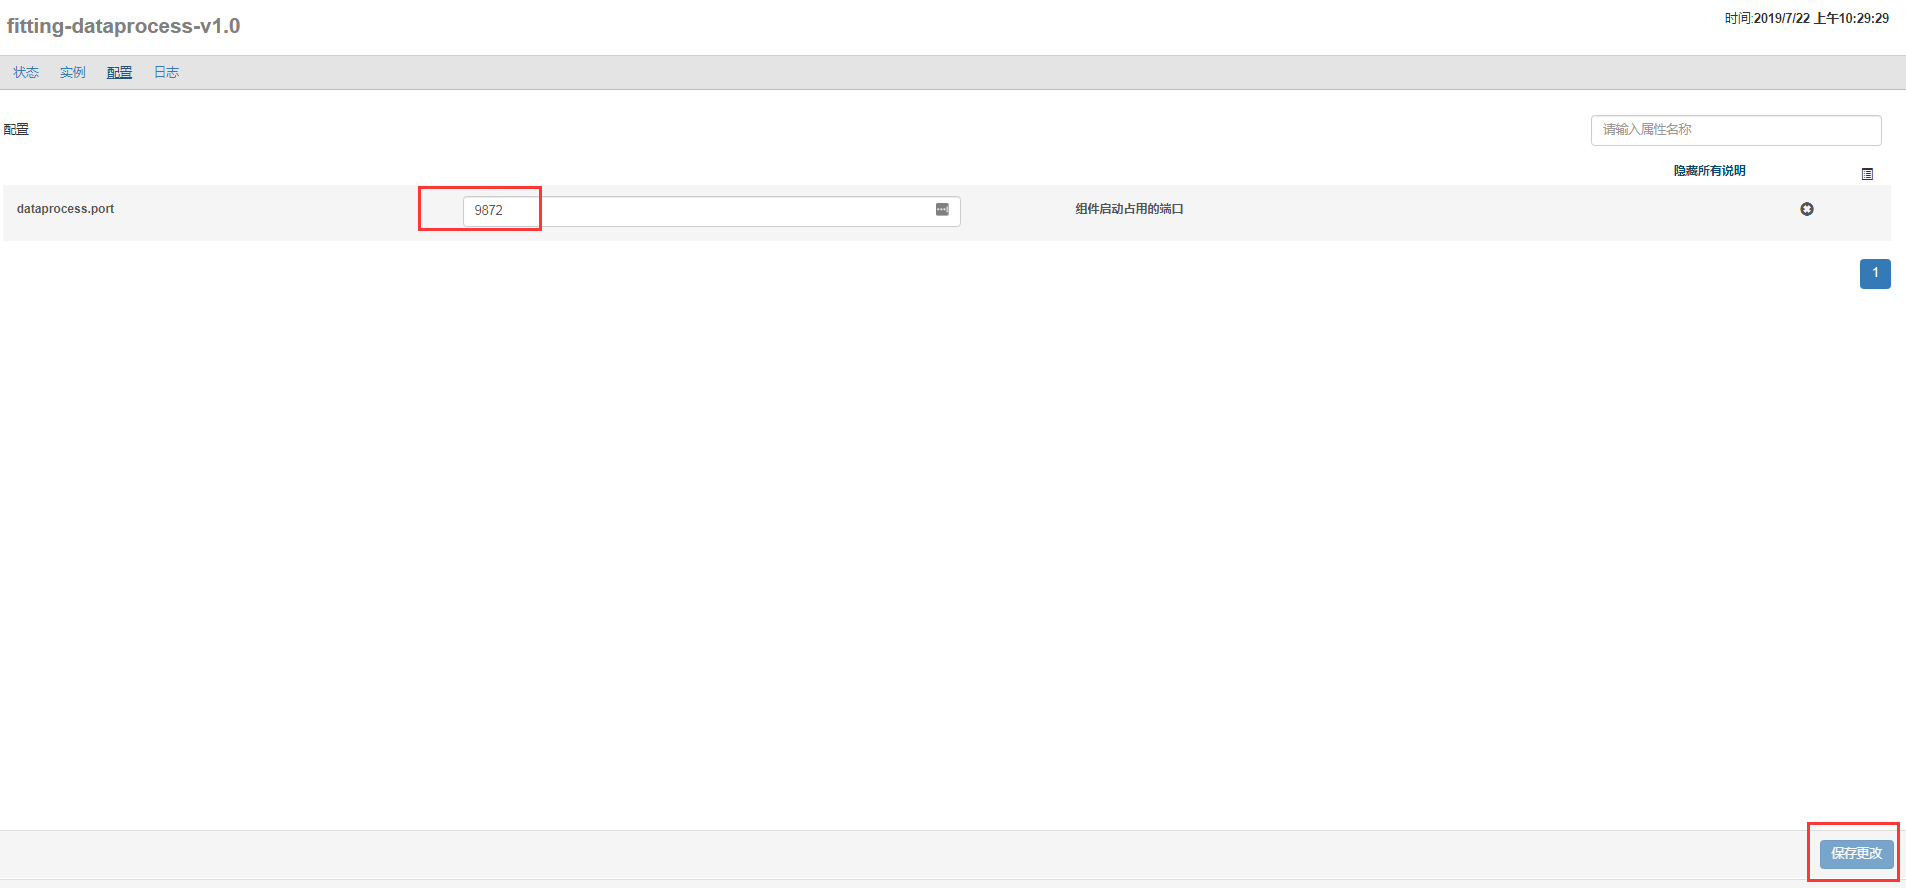 fitting-dataprocess-v1.0
时间:2019/7/22 上午10:29:29
状态 实例 配置 日志
配置
请输入属性名称
隐藏所有说明
dataprocess.port 9872 组件启动占用的端口
1
保存更改